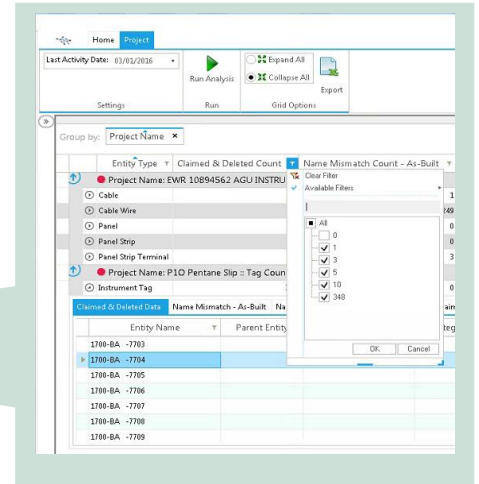 Home Project
Last Activity Date: 03/01/2016
Run Analysis
Expand All
Collapse All
Export
Settings Run Grid Options
Group by: Project Name ×
Entity Type Claimed & Deleted Count Name Mismatch Count - As-Built
Project Name: EWR 10894562 AGU INSTRU
Cable 1
Cable Wire 249
Panel 0
Panel Strip 0
Panel Strip Terminal 3
Project Name: P10 Pentane Slip :: Tag Coun
Instrument Tag 0
Clear Filter
Available Filters
All
0
1
3
5
10
348
OK Cancel
Claimed & Deleted Data Name Mismatch - As-Built Na
Entity Name Parent Entity
1700-BA -7703
1700-BA -7704
1700-BA -7705
1700-BA -7706
1700-BA -7707
1700-BA -7708
1700-BA -7709